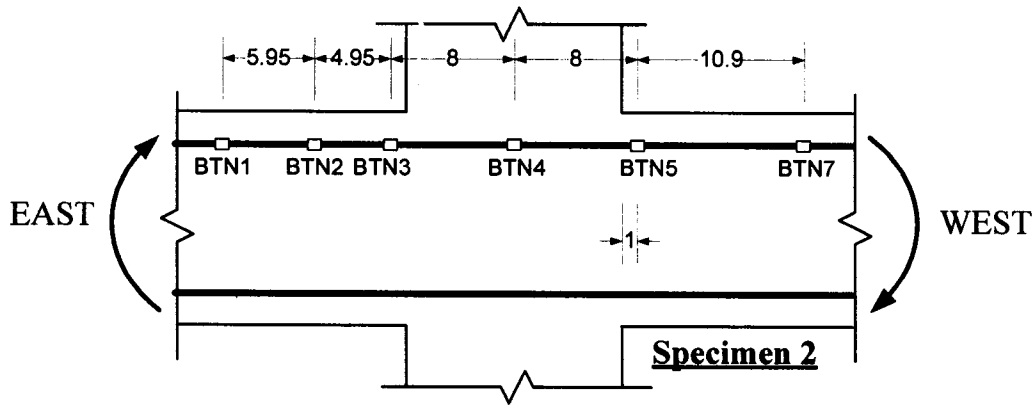 5.95 4.95 8 8 10.9
BTN1 BTN2 BTN3 BTN4 BTN5 BTN7
EAST
1
WEST
Specimen 2